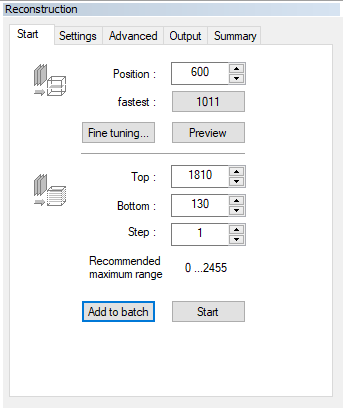 Reconstruction
Start Settings Advanced Output Summary
Position : 600
fastest : 1011
Fine tuning... Preview
Top : 1810
Bottom : 130
Step : 1
Recommended
maximum range 0 ...2455
Add to batch Start